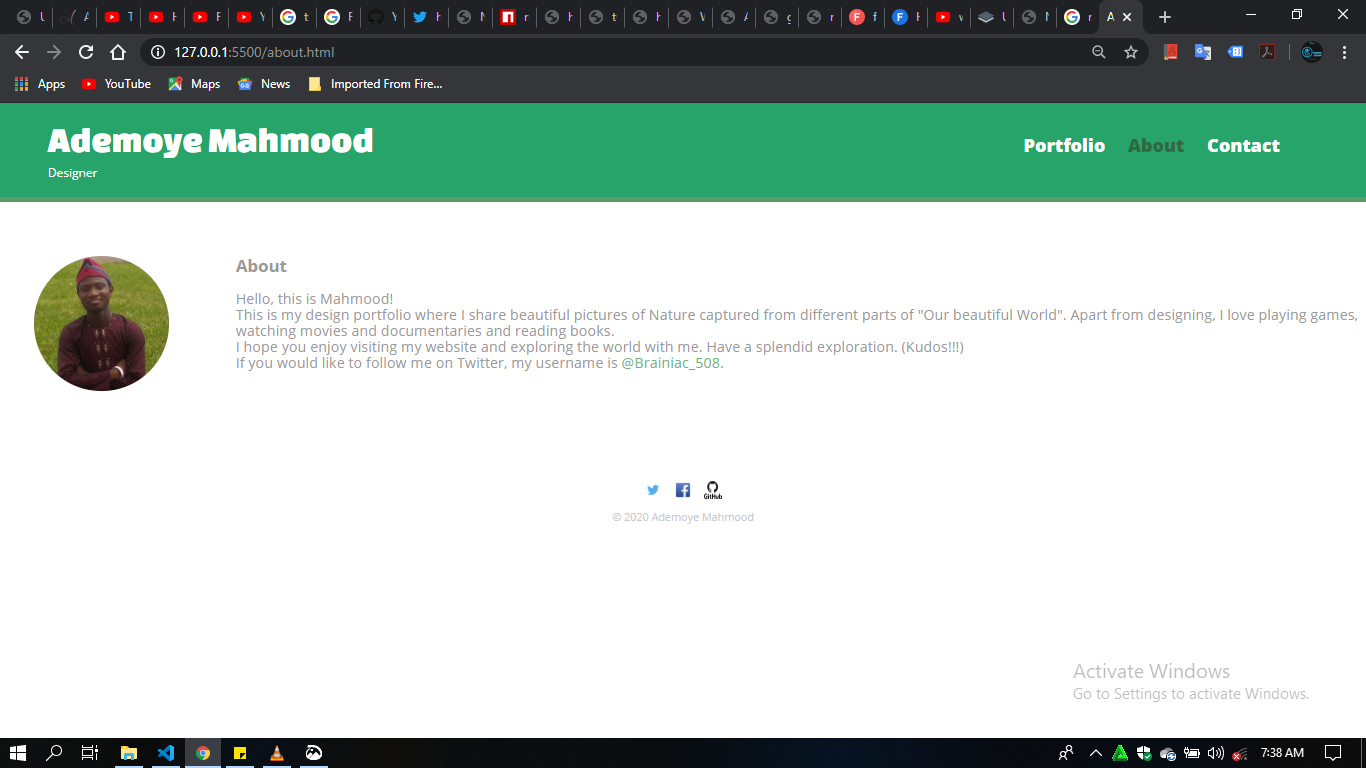 127.0.0.1:5500/about.html
Apps YouTube Maps News Imported From Fire...
Ademoye Mahmood
Designer
Portfolio About Contact
About
Hello, this is Mahmood!
This is my design portfolio where I share beautiful pictures of Nature captured from different parts of "Our beautiful World". Apart from designing, I love playing games,
watching movies and documentaries and reading books.
I hope you enjoy visiting my website and exploring the world with me. Have a splendid exploration. (Kudos!!!)
If you would like to follow me on Twitter, my username is @Brainiac_508.
GitHub
© 2020 Ademoye Mahmood
Activate Windows
Go to Settings to activate Windows.
7:38 AM